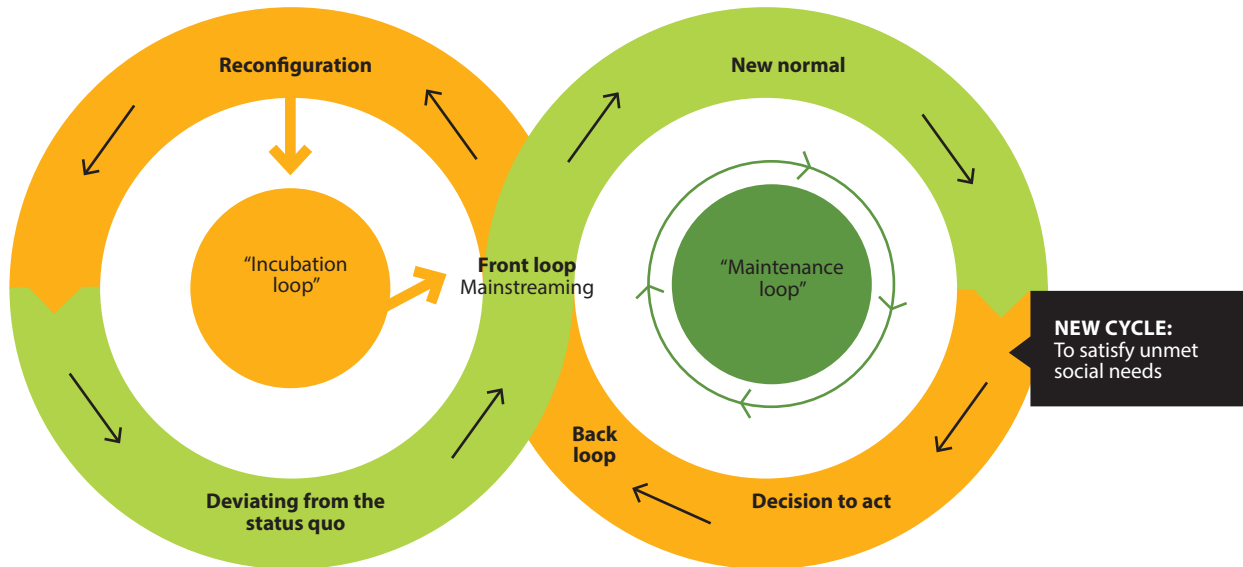 Reconfiguration
New normal
“Incubation
loop”
Front loop
Mainstreaming
“Maintenance
loop”
NEW CYCLE:
To satisfy unmet
social needs
Back
loop
Deviating from the
status quo
Decision to act